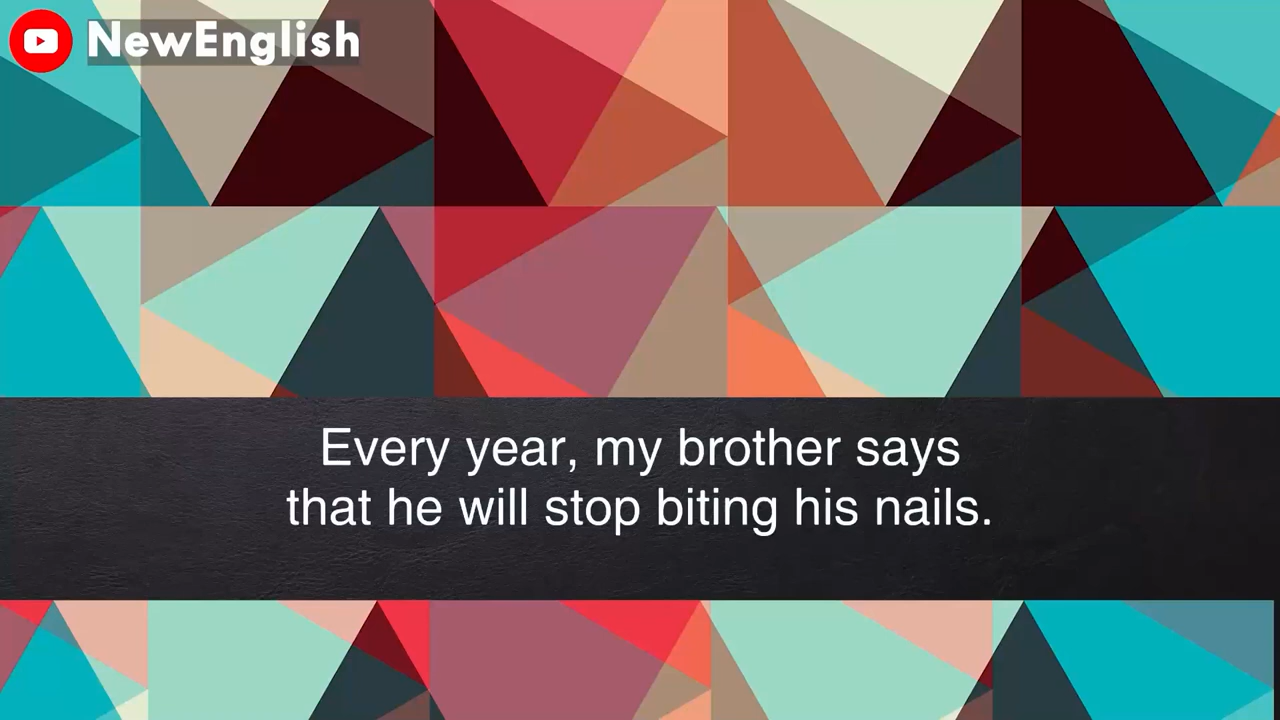 NewEnglish
Every year, my brother says
that he will stop biting his nails.